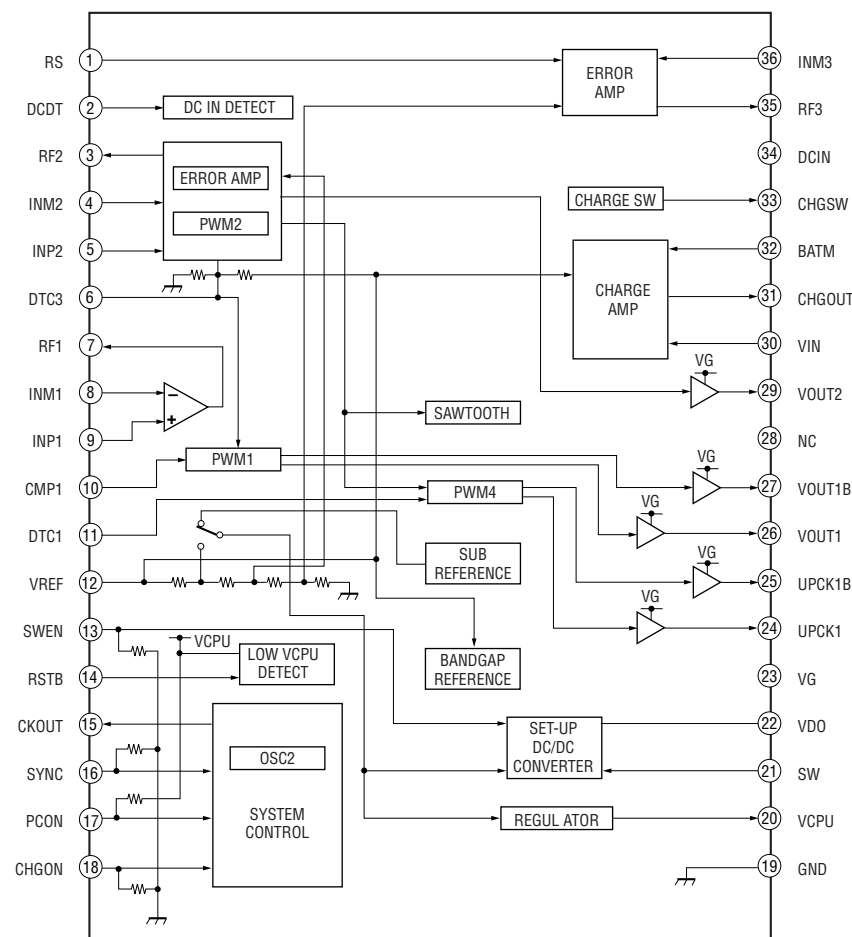 RS 1
DCDT 2
RF2 3
INM2 4
INP2 5
DTC3 6
RF1 7
INM1 8
INP1 9
CMP1 10
DTC1 11
VREF 12
SWEN 13
RSTB 14
CKOUT 15
SYNC 16
PCON 17
CHGON 18
DC IN DETECT
ERROR AMP
PWM2
−
+
PWM1
VCPU
LOW VCPU
DETECT
OSC2
SYSTEM
CONTROL
ERROR
AMP
CHARGE SW
CHARGE
AMP
VG
SAWTOOTH
VG
PWM4
VG
SUB
REFERENCE
VG
VG
BANDGAP
REFERENCE
SET-UP
DC/DC
CONVERTER
REGUL ATOR
36 INM3
35 RF3
34 DCIN
33 CHGSW
32 BATM
31 CHGOUT
30 VIN
29 VOUT2
28 NC
27 VOUT1B
26 VOUT1
25 UPCK1B
24 UPCK1
23 VG
22 VDO
21 SW
20 VCPU
19 GND